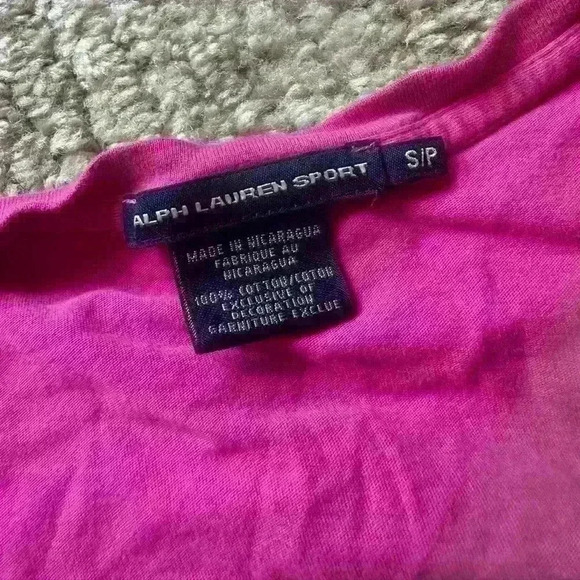 ALPH LAUREN SPORT
S/P
MADE IN NICARAGUA
FABRIQUE AU
NICARAGUA
100% COTTON/COTON
EXCLUSIVE OF
DECORATION
GARNITURE EXCLUE